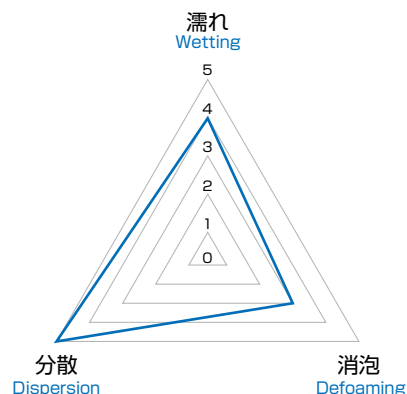 濡れ
Wetting
5
4
3
2
1
0
分散
Dispersion
消泡
Defoaming